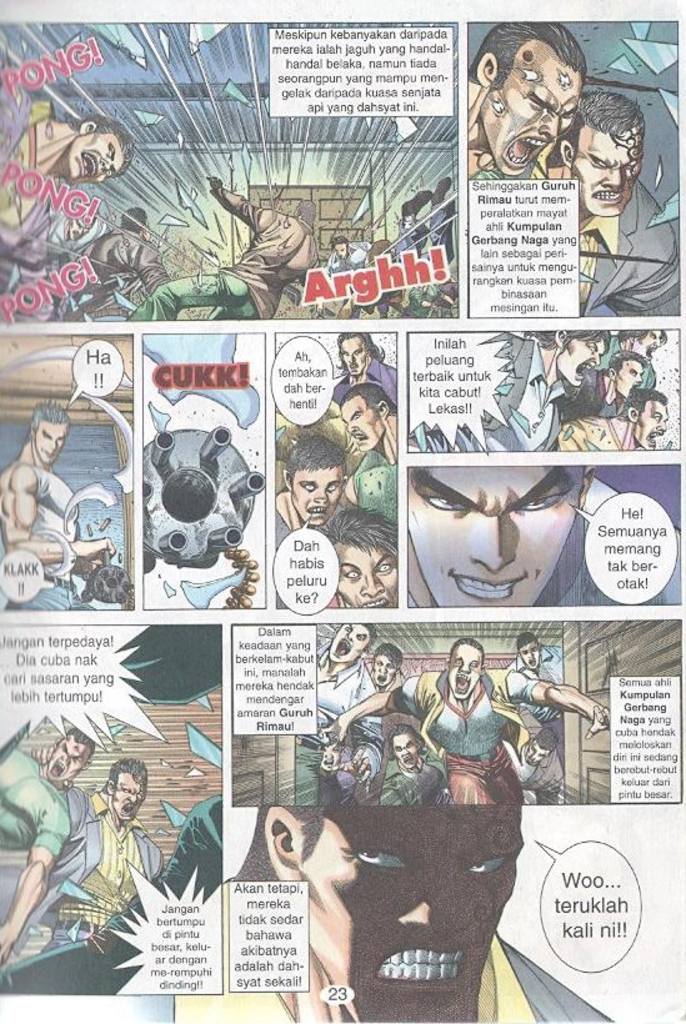 PONG!
PONG!
PONG!
Meskipun kebanyakan daripada
mereka ialah jaguh yang handal-
handal belaka, namun tiada
seorangpun yang mampu men-
gelak daripada kuasa senjata
api yang dahsyat ini.
Arghh!
Sehinggakan Guruh
Rimau turut mem-
peralatkan mayat
ahli Kumpulan
Gerbang Naga yang
lain sebagai peri-
sainya untuk mengu-
rangkan kuasa pem-
binasaan
mesingan itu.
Ha
!!
KLAKK
!!
CUKK!
Ah,
tembakan
dah ber-
henti!
Dah
habis
peluru
ke?
Inilah
peluang
terbaik untuk
kita cabut!
Lekas!!
He!
Semuanya
memang
tak ber-
otak!
Jangan terpedaya!
Dia cuba nak
cari sasaran yang
lebih tertumpu!
Jangan
bertumpu
di pintu
besar, kelu-
ar dengan
me-rempuhi
dinding!!
Dalam
keadaan yang
berkelam-kabut
ini, manalah
mereka hendak
mendengar
amaran Guruh
Rimau!
Semua ahli
Kumpulan
Gerbang
Naga yang
cuba hendak
meloloskan
diri ini sedang
berebut-rebut
keluar dari
pintu besar.
Akan tetapi,
mereka
tidak sedar
bahawa
akibatnya
adalah dah-
syat sekali!
Woo...
teruklah
kali ni!!
23